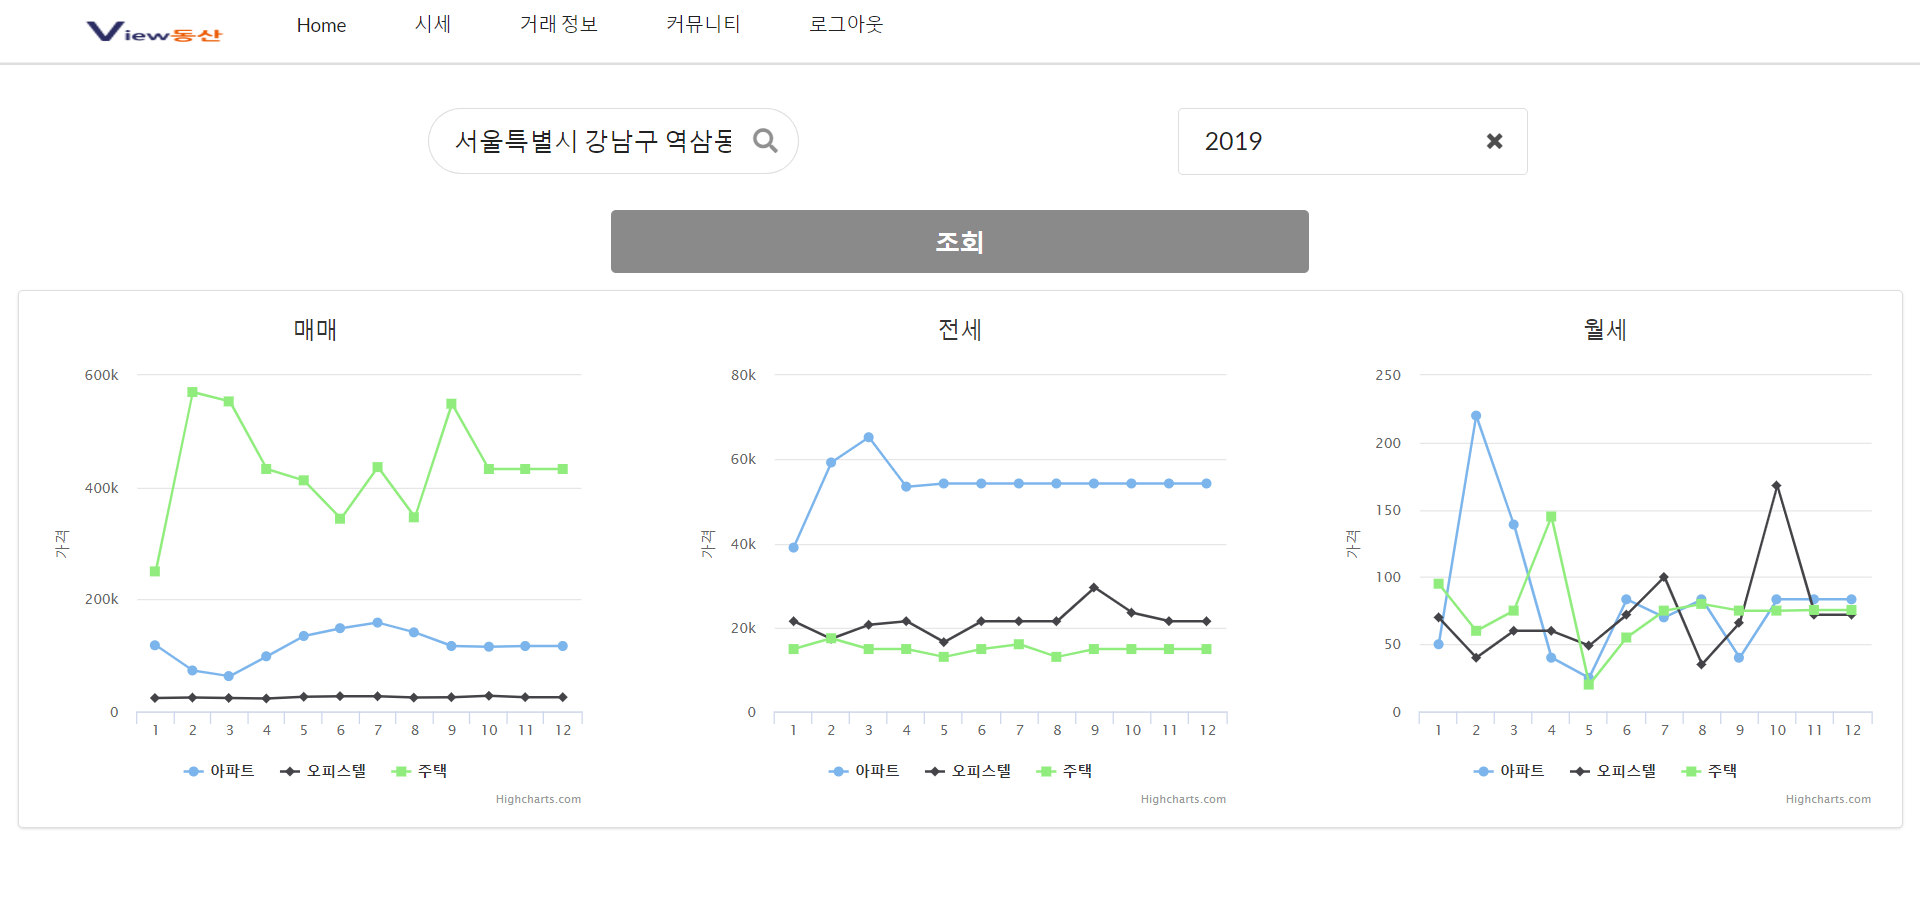 View동산 Home 시세 거래 정보 커뮤니티 로그아웃
서울특별시 강남구 역삼동 2019
조회
매매
600k
400k
200k
0
가격
1 2 3 4 5 6 7 8 9 10 11 12
아파트 오피스텔 주택
Highcharts.com
전세
80k
60k
40k
20k
0
가격
1 2 3 4 5 6 7 8 9 10 11 12
아파트 오피스텔 주택
Highcharts.com
월세
250
200
150
100
50
0
가격
1 2 3 4 5 6 7 8 9 10 11 12
아파트 오피스텔 주택
Highcharts.com